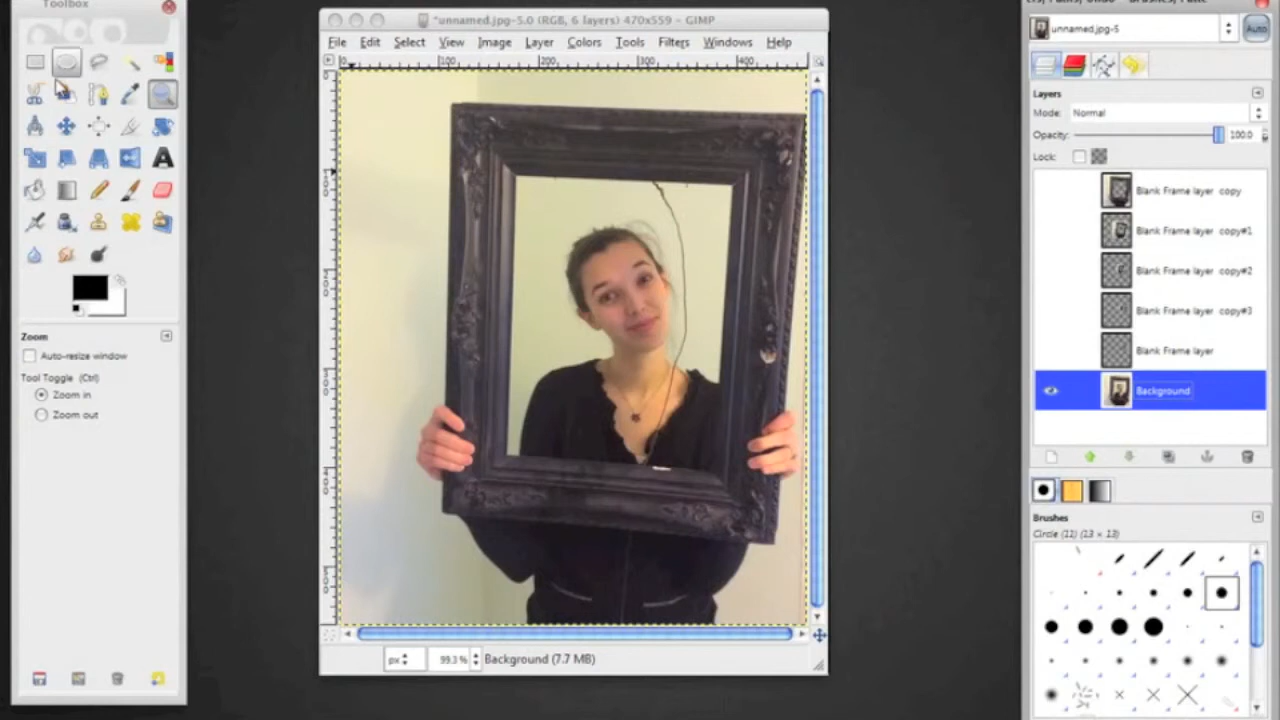 Toolbox
*unnamed.jpg-5.0 (RGB, 6 layers) 470x559 – GIMP
File Edit Select View Image Layer Colors Tools Filters Windows Help
100 200 300 400
Zoom
Auto-resize window
Tool Toggle (Ctrl)
Zoom in
Zoom out
px 99.3% Background (7.7 MB)
unnamed.jpg-5 Auto
Layers
Mode: Normal
Opacity: 100.0
Lock:
Blank Frame layer copy
Blank Frame layer copy#1
Blank Frame layer copy#2
Blank Frame layer copy#3
Blank Frame layer
Background
Brushes
Circle (11) (13 × 13)